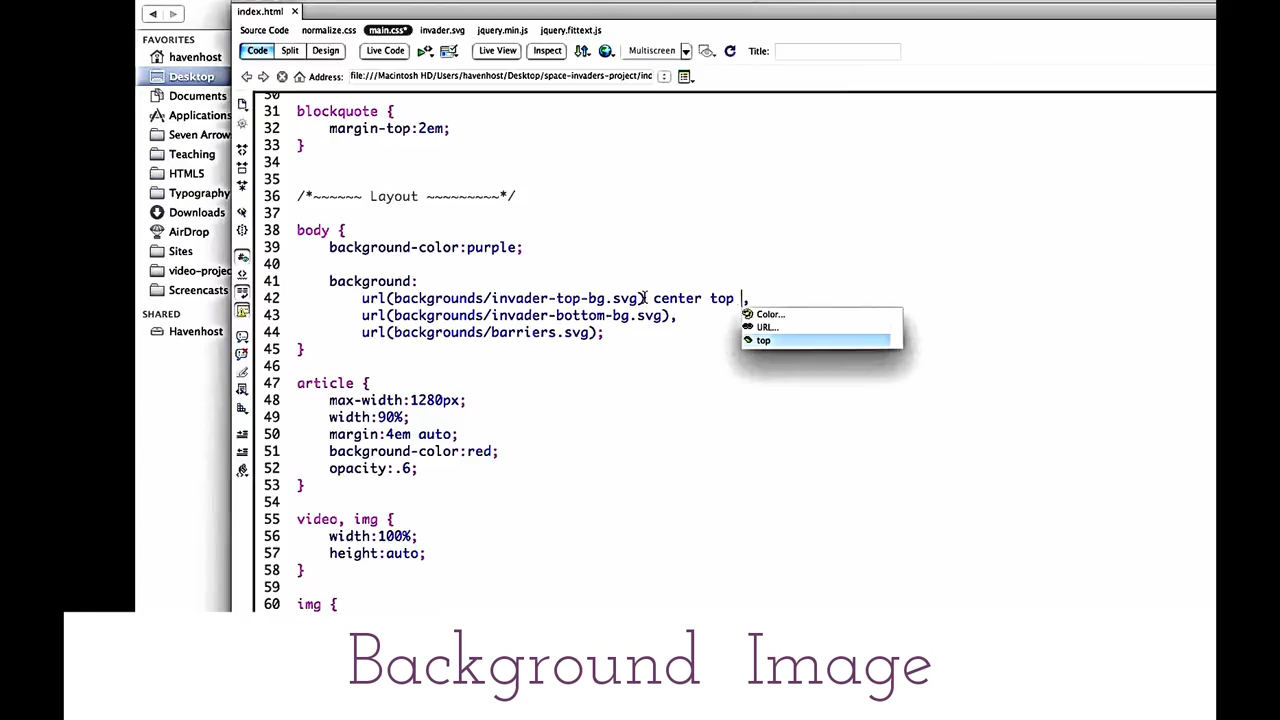 index.html ×
FAVORITES
havenhost
Desktop
Documents
Applications
Seven Arrow
Teaching
HTML5
Typography
Downloads
AirDrop
Sites
video-projec
Screencasts
SHARED
Havenhost
Source Code normalize.css main.css* invader.svg jquery.min.js jquery.fittext.js
Code Split Design Live Code Live View Inspect Multiscreen Title:
Address: file:///Macintosh HD/Users/havenhost/Desktop/space-invaders-project/inc
30
31 blockquote {
32 margin-top:2em;
33 }
34
35
36 /*~~~~~~ Layout ~~~~~~~~~*/
37
38 body {
39 background-color:purple;
40
41 background:
42 url(backgrounds/invader-top-bg.svg) center top ,
43 url(backgrounds/invader-bottom-bg.svg),
44 url(backgrounds/barriers.svg);
45 }
46
47 article {
48 max-width:1280px;
49 width:90%;
50 margin:4em auto;
51 background-color:red;
52 opacity:.6;
53 }
54
55 video, img {
56 width:100%;
57 height:auto;
58 }
59
60 img {
Color...
URL...
top
Background Image